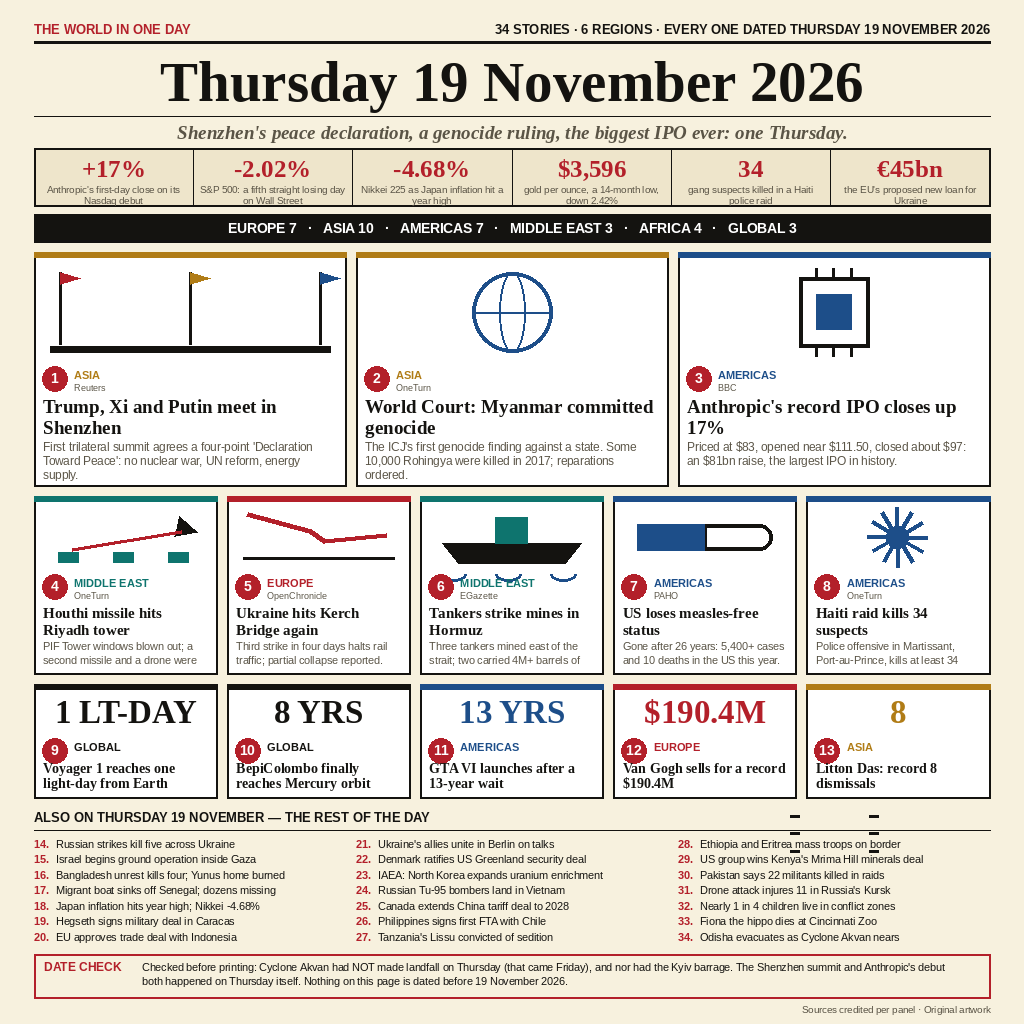 THE WORLD IN ONE DAY
34 STORIES · 6 REGIONS · EVERY ONE DATED THURSDAY 19 NOVEMBER 2026
Thursday 19 November 2026
Shenzhen's peace declaration, a genocide ruling, the biggest IPO ever: one Thursday.
+17%
Anthropic's first-day close on its
Nasdaq debut
-2.02%
S&P 500: a fifth straight losing day
on Wall Street
-4.68%
Nikkei 225 as Japan inflation hit a
year high
$3,596
gold per ounce, a 14-month low,
down 2.42%
34
gang suspects killed in a Haiti
police raid
€45bn
the EU's proposed new loan for
Ukraine
EUROPE 7 · ASIA 10 · AMERICAS 7 · MIDDLE EAST 3 · AFRICA 4 · GLOBAL 3
1
ASIA
Reuters
Trump, Xi and Putin meet in
Shenzhen
First trilateral summit agrees a four-point 'Declaration
Toward Peace': no nuclear war, UN reform, energy
supply.
2
ASIA
OneTurn
World Court: Myanmar committed
genocide
The ICJ's first genocide finding against a state. Some
10,000 Rohingya were killed in 2017; reparations
ordered.
3
AMERICAS
BBC
Anthropic's record IPO closes up
17%
Priced at $83, opened near $111.50, closed about $97:
an $81bn raise, the largest IPO in history.
4
MIDDLE EAST
OneTurn
Houthi missile hits
Riyadh tower
PIF Tower windows blown out; a
second missile and a drone were
5
EUROPE
OpenChronicle
Ukraine hits Kerch
Bridge again
Third strike in four days halts rail
traffic; partial collapse reported.
6
MIDDLE EAST
EGazette
Tankers strike mines in
Hormuz
Three tankers mined east of the
strait; two carried 4M+ barrels of
7
AMERICAS
PAHO
US loses measles-free
status
Gone after 26 years: 5,400+ cases
and 10 deaths in the US this year.
8
AMERICAS
OneTurn
Haiti raid kills 34
suspects
Police offensive in Martissant,
Port-au-Prince, kills at least 34
1 LT-DAY
9
GLOBAL
Voyager 1 reaches one
light-day from Earth
8 YRS
10
GLOBAL
BepiColombo finally
reaches Mercury orbit
13 YRS
11
AMERICAS
GTA VI launches after a
13-year wait
$190.4M
12
EUROPE
Van Gogh sells for a record
$190.4M
8
13
ASIA
Litton Das: record 8
dismissals
ALSO ON THURSDAY 19 NOVEMBER — THE REST OF THE DAY
14. Russian strikes kill five across Ukraine
15. Israel begins ground operation inside Gaza
16. Bangladesh unrest kills four; Yunus home burned
17. Migrant boat sinks off Senegal; dozens missing
18. Japan inflation hits year high; Nikkei -4.68%
19. Hegseth signs military deal in Caracas
20. EU approves trade deal with Indonesia
21. Ukraine's allies unite in Berlin on talks
22. Denmark ratifies US Greenland security deal
23. IAEA: North Korea expands uranium enrichment
24. Russian Tu-95 bombers land in Vietnam
25. Canada extends China tariff deal to 2028
26. Philippines signs first FTA with Chile
27. Tanzania's Lissu convicted of sedition
28. Ethiopia and Eritrea mass troops on border
29. US group wins Kenya's Mrima Hill minerals deal
30. Pakistan says 22 militants killed in raids
31. Drone attack injures 11 in Russia's Kursk
32. Nearly 1 in 4 children live in conflict zones
33. Fiona the hippo dies at Cincinnati Zoo
34. Odisha evacuates as Cyclone Akvan nears
DATE CHECK
Checked before printing: Cyclone Akvan had NOT made landfall on Thursday (that came Friday), and nor had the Kyiv barrage. The Shenzhen summit and Anthropic's debut
both happened on Thursday itself. Nothing on this page is dated before 19 November 2026.
Sources credited per panel · Original artwork